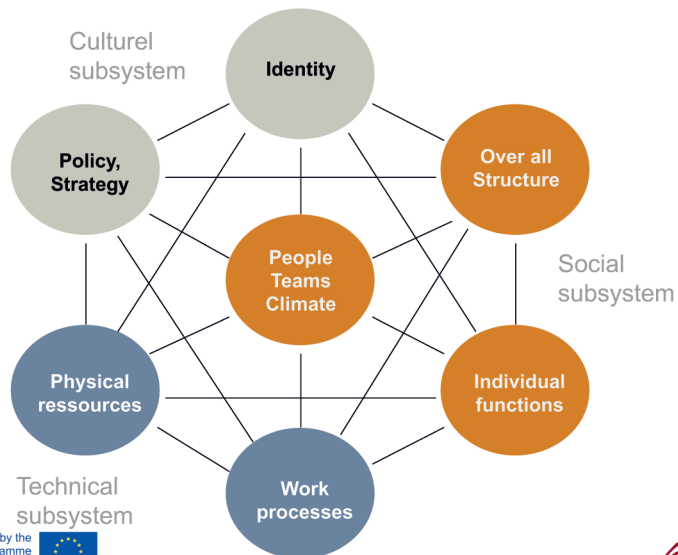 Culturel
subsystem
Identity
Policy,
Strategy
Over all
Structure
People
Teams
Climate
Social
subsystem
Physical
ressources
Individual
functions
Work
processes
Technical
subsystem
by the
amme